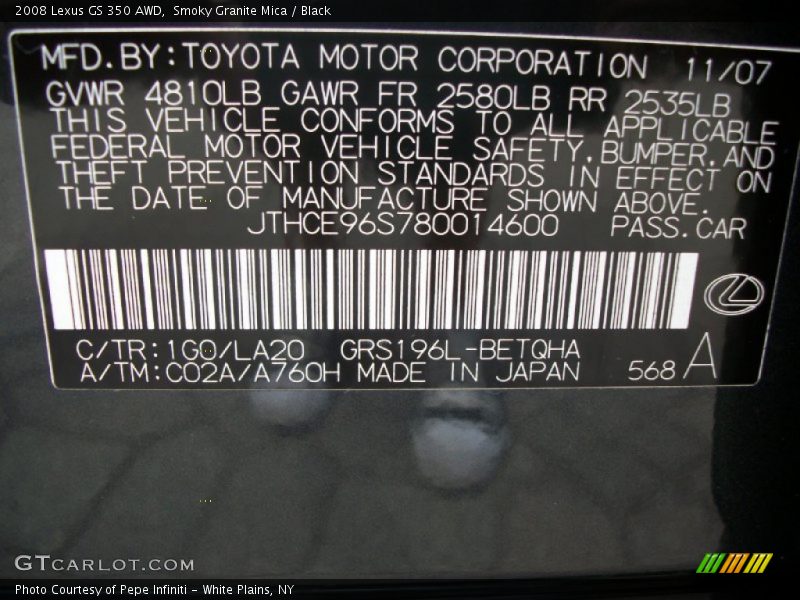 2008 Lexus GS 350 AWD, Smoky Granite Mica / Black
MFD.BY:TOYOTA MOTOR CORPORATION 11/07
GVWR 4810LB GAWR FR 2580LB RR 2535LB
THIS VEHICLE CONFORMS TO ALL APPLICABLE
FEDERAL MOTOR VEHICLE SAFETY,BUMPER,AND
THEFT PREVENTION STANDARDS IN EFFECT ON
THE DATE OF MANUFACTURE SHOWN ABOVE.
JTHCE96S780014600 PASS.CAR
C/TR:1G0/LA20 GRS196L-BETQHA
A/TM:C02A/A760H MADE IN JAPAN 568 A
GTCARLOT.COM
Photo Courtesy of Pepe Infiniti - White Plains, NY